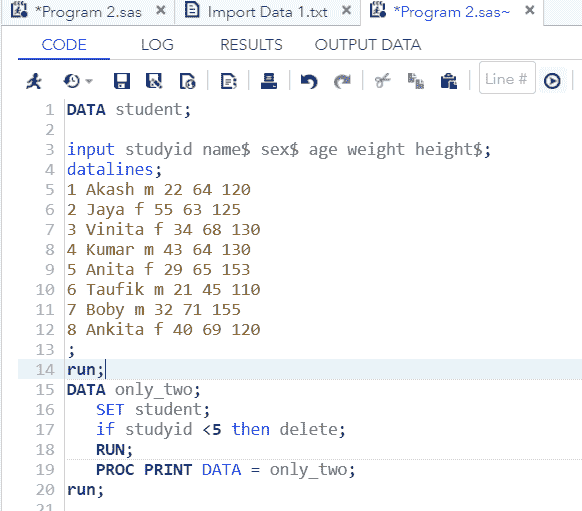 *Program 2.sas × Import Data 1.txt × *Program 2.sas~ ×
CODE LOG RESULTS OUTPUT DATA
Line #
1 DATA student;
2
3 input studyid name$ sex$ age weight height$;
4 datalines;
5 1 Akash m 22 64 120
6 2 Jaya f 55 63 125
7 3 Vinita f 34 68 130
8 4 Kumar m 43 64 130
9 5 Anita f 29 65 153
10 6 Taufik m 21 45 110
11 7 Boby m 32 71 155
12 8 Ankita f 40 69 120
13 ;
14 run;
15 DATA only_two;
16 SET student;
17 if studyid <5 then delete;
18 RUN;
19 PROC PRINT DATA = only_two;
20 run;
21